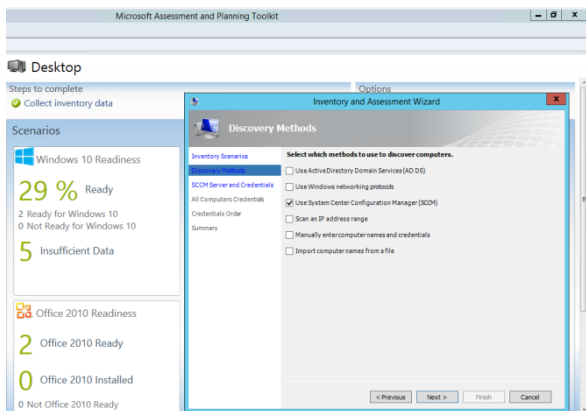 Microsoft Assessment and Planning Toolkit
Desktop
Steps to complete
Options
Collect inventory data
Scenarios
Windows 10 Readiness
29 % Ready
2 Ready for Windows 10
0 Not Ready for Windows 10
5 Insufficient Data
Office 2010 Readiness
2 Office 2010 Ready
0 Office 2010 Installed
0 Not Office 2010 Ready
Inventory and Assessment Wizard
Discovery Methods
Inventory Scenarios
Discovery Methods
SCCM Server and Credentials
All Computers Credentials
Credentials Order
Summary
Select which methods to use to discover computers.
Use Active Directory Domain Services (AD DS)
Use Windows networking protocols
Use System Center Configuration Manager (SCCM)
Scan an IP address range
Manually enter computer names and credentials
Import computer names from a file
< Previous
Next >
Finish
Cancel